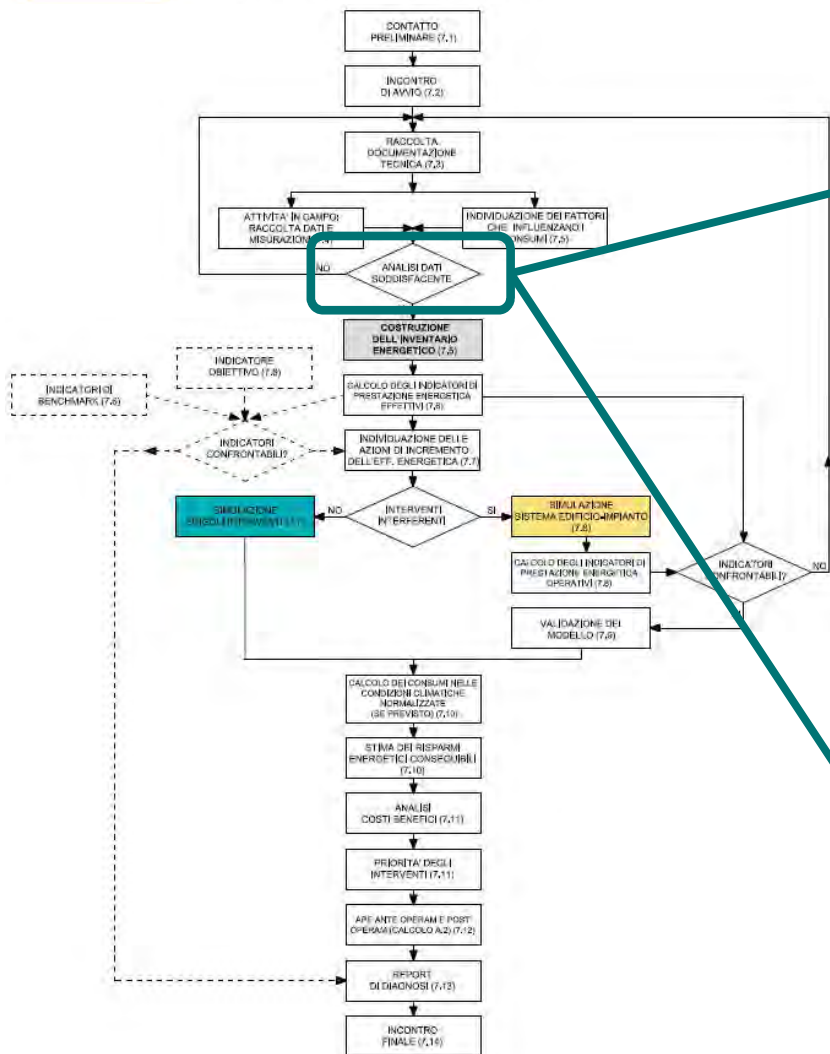 CONTATTO
PRELIMINARE (7.1)
INCONTRO
DI AVVIO (7.2)
RACCOLTA
DOCUMENTAZIONE
TECNICA (7.3)
ATTIVITA' IN CAMPO:
RACCOLTA DATI E
MISURAZIONI
INDIVIDUAZIONE DEI FATTORI
CHE INFLUENZANO I
CONSUMI (7.5)
NO
ANALISI DATI
SODDISFACENTE
COSTRUZIONE
DELL'INVENTARIO
ENERGETICO (7.5)
INDICATORE
OBIETTIVO (7.6)
INDICATORI DI
BENCHMARK (7.6)
CALCOLO DEGLI INDICATORI DI
PRESTAZIONE ENERGETICA
EFFETTIVI (7.6)
INDICATORI
CONFRONTABILI?
INDIVIDUAZIONE DELLE
AZIONI DI INCREMENTO
DELL'EFF. ENERGETICA (7.7)
SIMULAZIONE
SINGOLI INTERVENTI
NO
INTERVENTI
INTERFERENTI
SI
SIMULAZIONE
SISTEMA EDIFICIO-IMPIANTO
(7.8)
CALCOLO DEGLI INDICATORI DI
PRESTAZIONE ENERGETICA
OPERATIVI (7.8)
INDICATORI
CONFRONTABILI?
NO
VALIDAZIONE DEL
MODELLO (7.9)
CALCOLO DEI CONSUMI NELLE
CONDIZIONI CLIMATICHE
NORMALIZZATE
(SE PREVISTO) (7.10)
STIMA DEI RISPARMI
ENERGETICI CONSEGUIBILI
(7.10)
ANALISI
COSTI BENEFICI (7.11)
PRIORITA' DEGLI
INTERVENTI (7.11)
APE ANTE OPERAM E POST
OPERAM (CALCOLO A.2) (7.12)
REPORT
DI DIAGNOSI (7.13)
INCONTRO
FINALE (7.14)